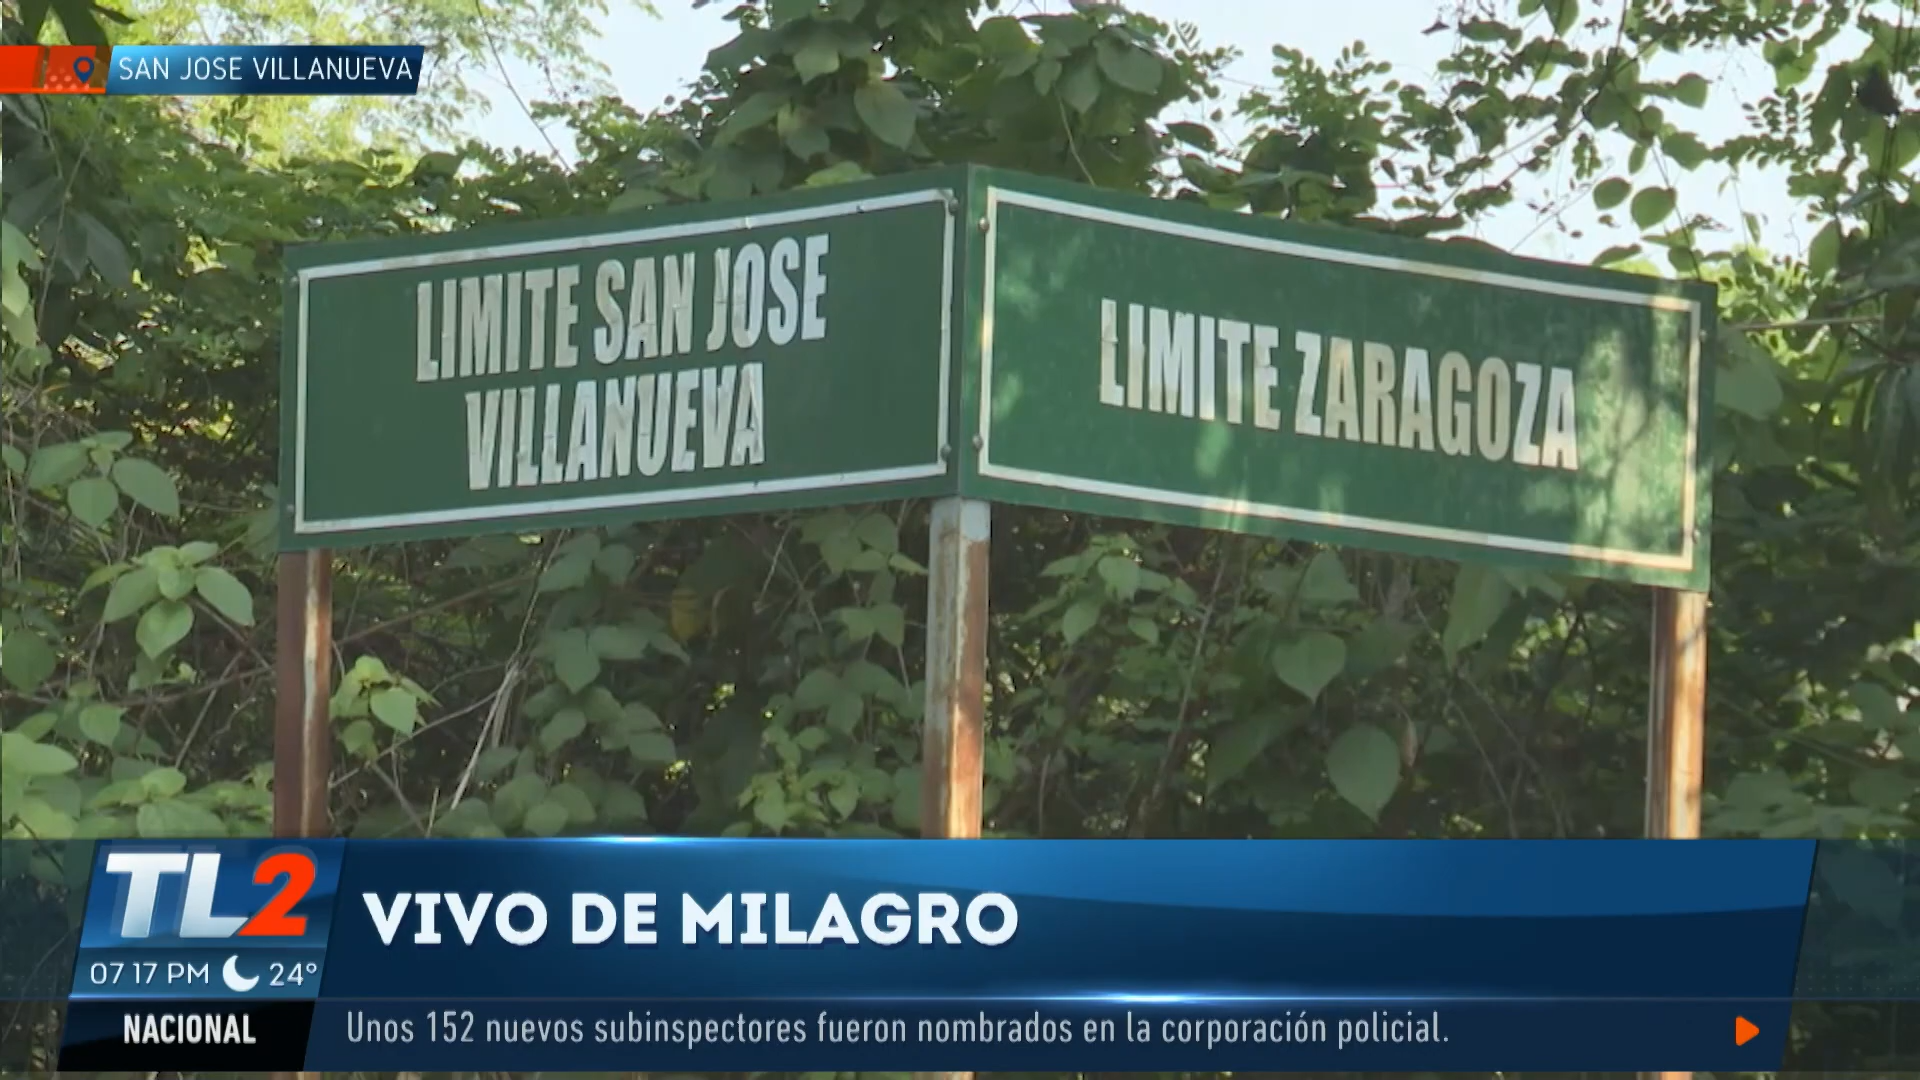 SAN JOSE VILLANUEVA
LIMITE SAN JOSE
VILLANUEVA
LIMITE ZARAGOZA
TL2
VIVO DE MILAGRO
07 17 PM 24°
NACIONAL
Unos 152 nuevos subinspectores fueron nombrados en la corporación policial.